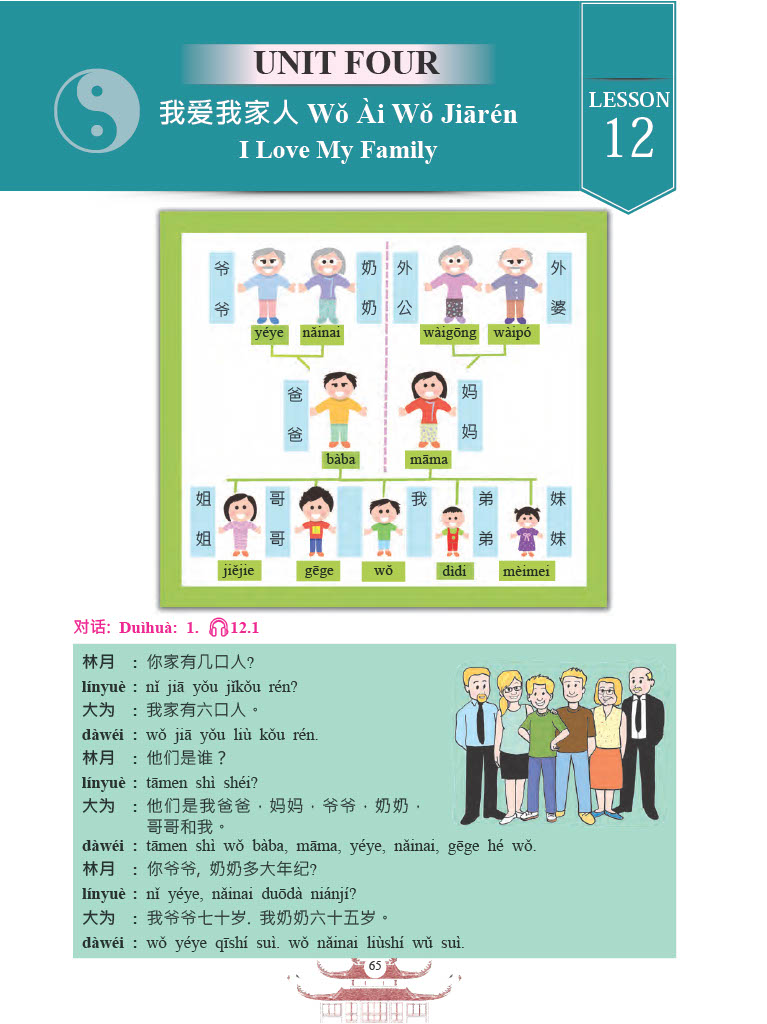 UNIT FOUR
我爱我家人 Wǒ Ài Wǒ Jiārén
I Love My Family
LESSON
12
爷爷
奶奶
外公
外婆
yéye nǎinai wàigōng wàipó
爸爸
妈妈
bàba māma
姐姐
哥哥
我
弟弟
妹妹
jiějie gēge wǒ dìdi mèimei
对话: Duìhuà: 1. 12.1
林月 : 你家有几口人?
línyuè : nǐ jiā yǒu jǐkǒu rén?
大为 : 我家有六口人。
dàwéi : wǒ jiā yǒu liù kǒu rén.
林月 : 他们是谁？
línyuè : tāmen shì shéi?
大为 : 他们是我爸爸，妈妈，爷爷，奶奶，
哥哥和我。
dàwéi : tāmen shì wǒ bàba, māma, yéye, nǎinai, gēge hé wǒ.
林月 : 你爷爷, 奶奶多大年纪?
línyuè : nǐ yéye, nǎinai duōdà niánjí?
大为 : 我爷爷七十岁. 我奶奶六十五岁。
dàwéi : wǒ yéye qīshí suì. wǒ nǎinai liùshí wǔ suì.
65